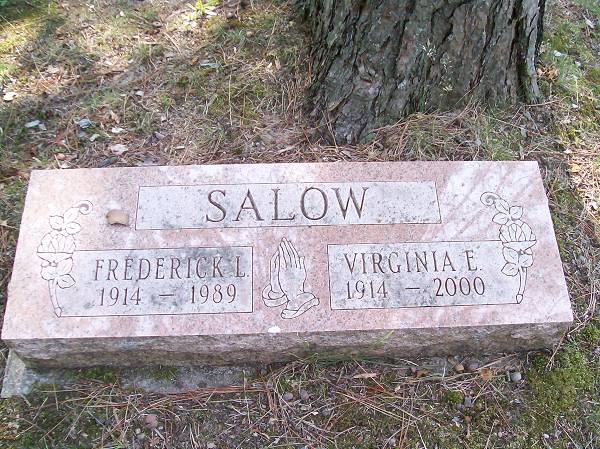 SALOW
FREDERICK L.
1914 – 1989
VIRGINIA E.
1914 – 2000